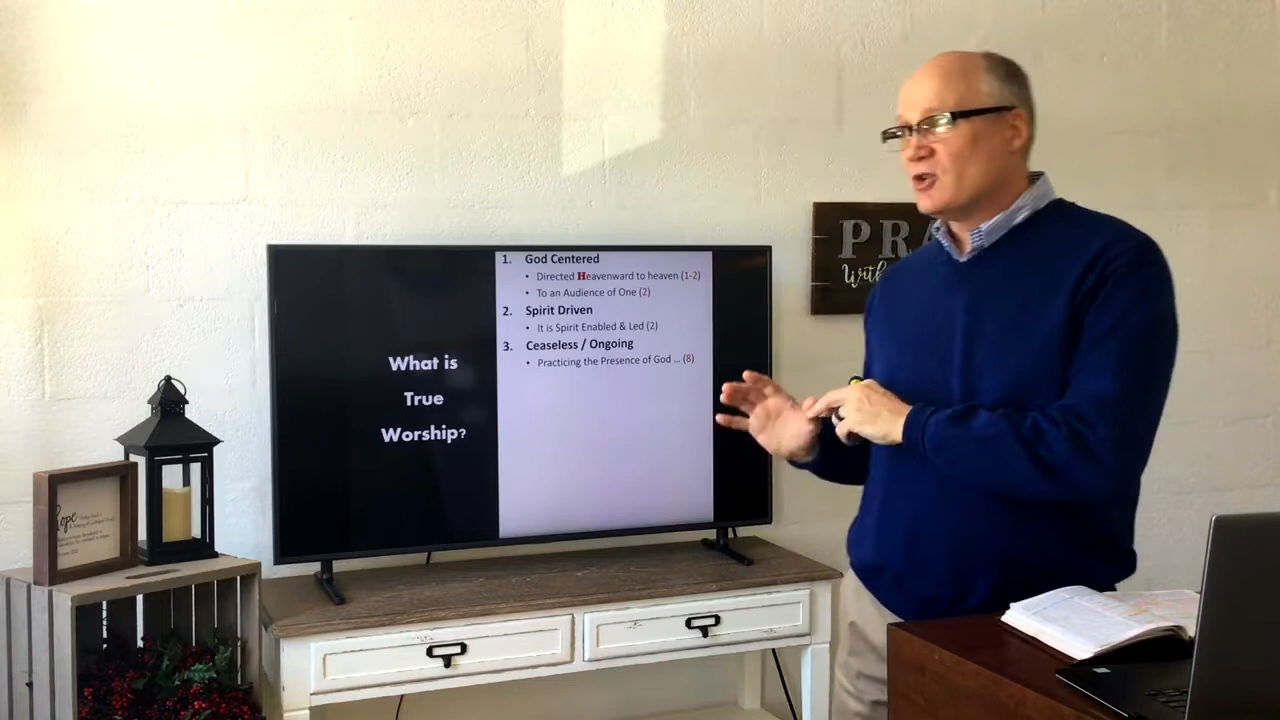 What is
True
Worship?
1. God Centered
• Directed Heavenward to heaven (1-2)
• To an Audience of One (2)
2. Spirit Driven
• It is Spirit Enabled & Led (2)
3. Ceaseless / Ongoing
• Practicing the Presence of God ... (8)
PRA
With
hope